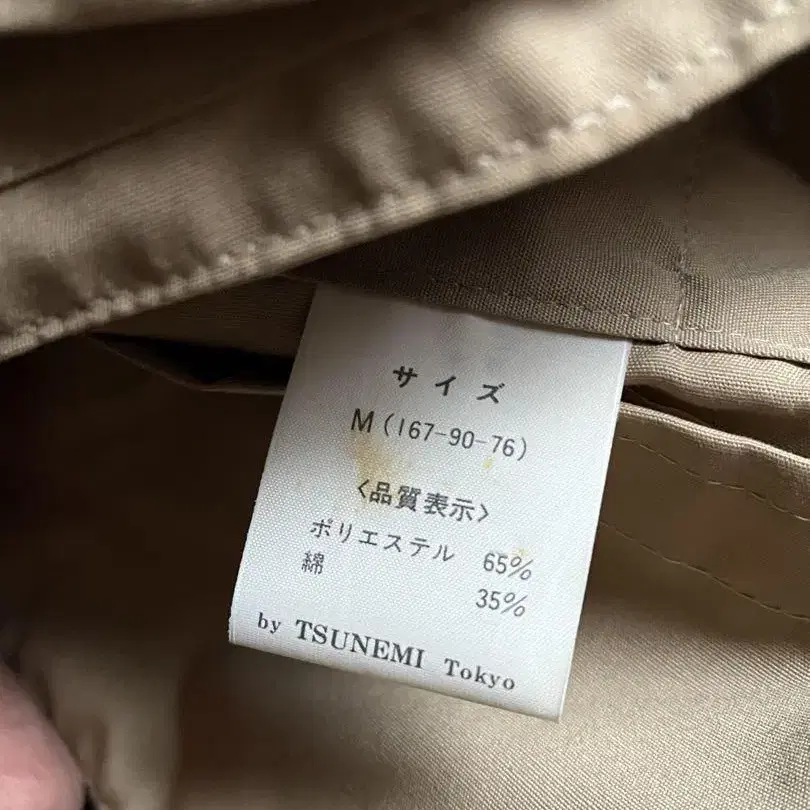 サイズ
M(167-90-76)
〈品質表示〉
ポリエステル 65%
綿 35%
by TSUNEMI Tokyo